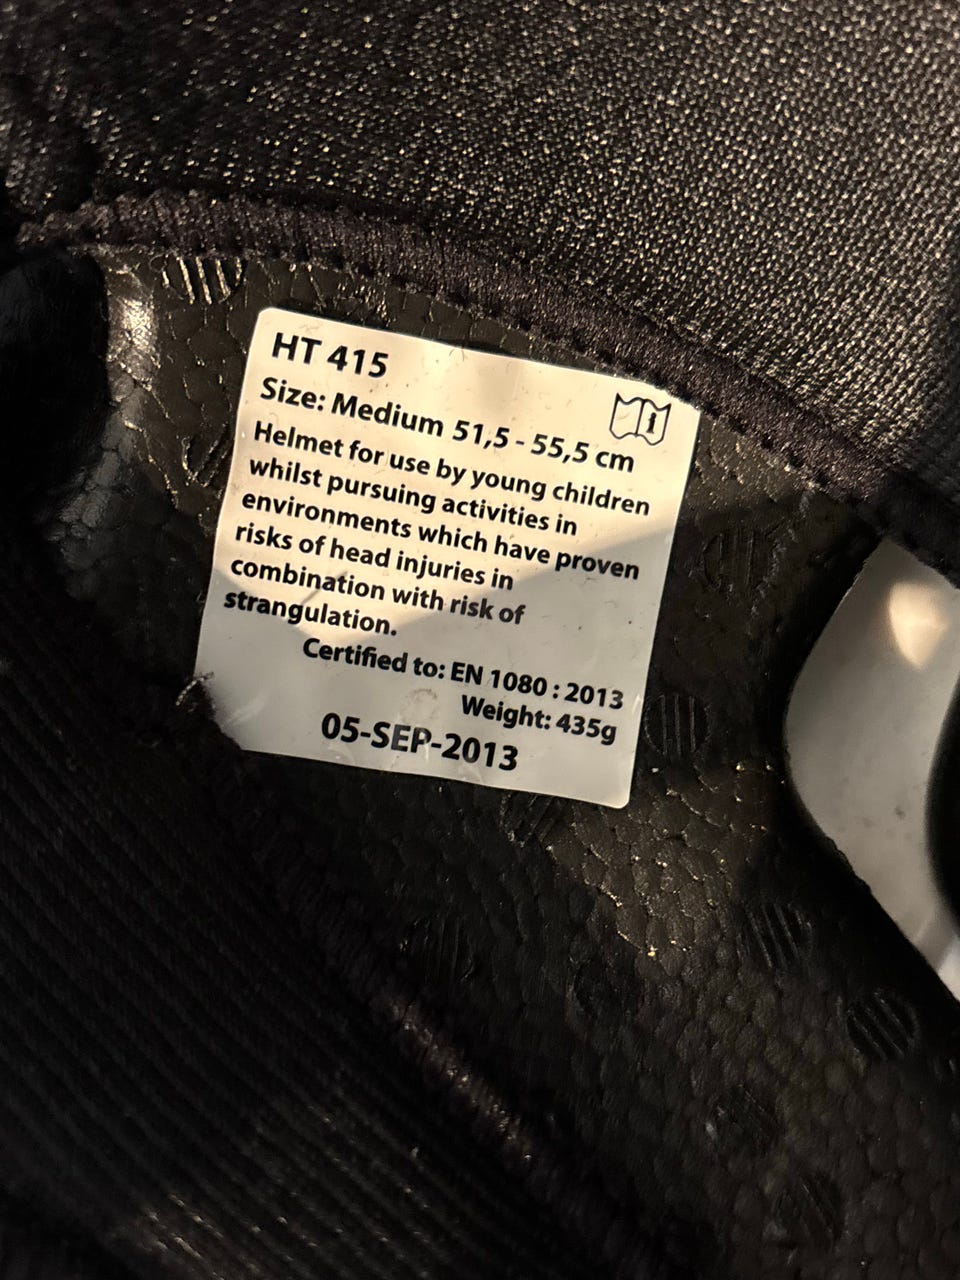 HT 415
Size: Medium 51,5 - 55,5 cm
Helmet for use by young children
whilst pursuing activities in
environments which have proven
risks of head injuries in
combination with risk of
strangulation.
Certified to: EN 1080 : 2013
Weight: 435g
05-SEP-2013